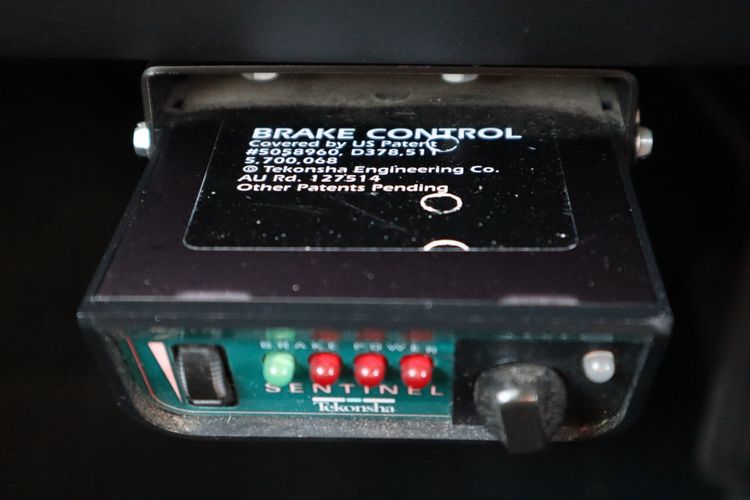 BRAKE CONTROL
Covered by US Patent
#5058960, D378,511
5,700,068
© Tekonsha Engineering Co.
AU Rd. 127514
Other Patents Pending
BRAKE POWER
SENTINEL
Tekonsha